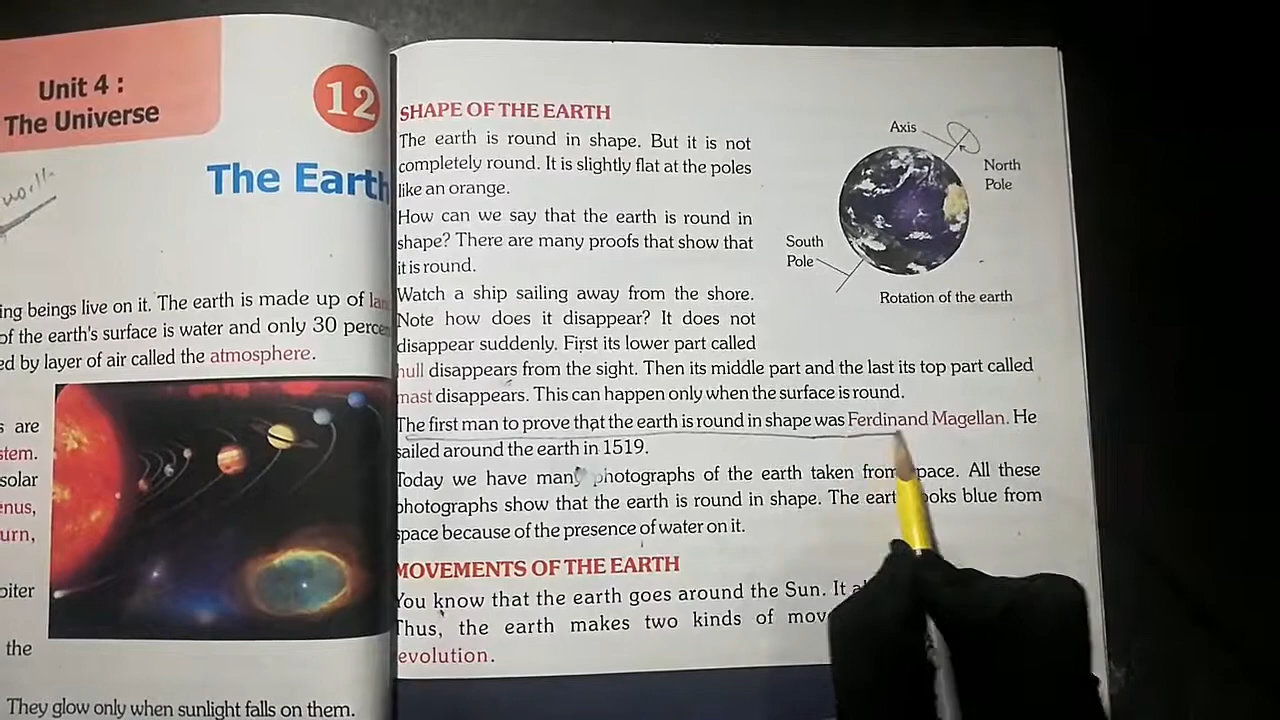 Unit 4 :
The Universe
12
The Earth
ing beings live on it. The earth is made up of
of the earth's surface is water and only 30
ed by layer of air called the atmosphere.
are
solar
the
They glow only when sunlight falls on them.
SHAPE OF THE EARTH
The earth is round in shape. But it is not
completely round. It is slightly flat at the poles
like an orange.
How can we say that the earth is round in
shape? There are many proofs that show that
it is round.
Watch a ship sailing away from the shore.
Note how does it disappear? It does not
disappear suddenly. First its lower part called
hull disappears from the sight. Then its middle part and the last its top part called
mast disappears. This can happen only when the surface is round.
The first man to prove that the earth is round in shape was Ferdinand Magellan. He
sailed around the earth in 1519.
Today we have many photographs of the earth taken from space. All these
photographs show that the earth is round in shape. The earth looks blue from
space because of the presence of water on it.
MOVEMENTS OF THE EARTH
You know that the earth goes around the Sun. It
Thus, the earth makes two kinds of
evolution.
Axis
North
Pole
South
Pole
Rotation of the earth